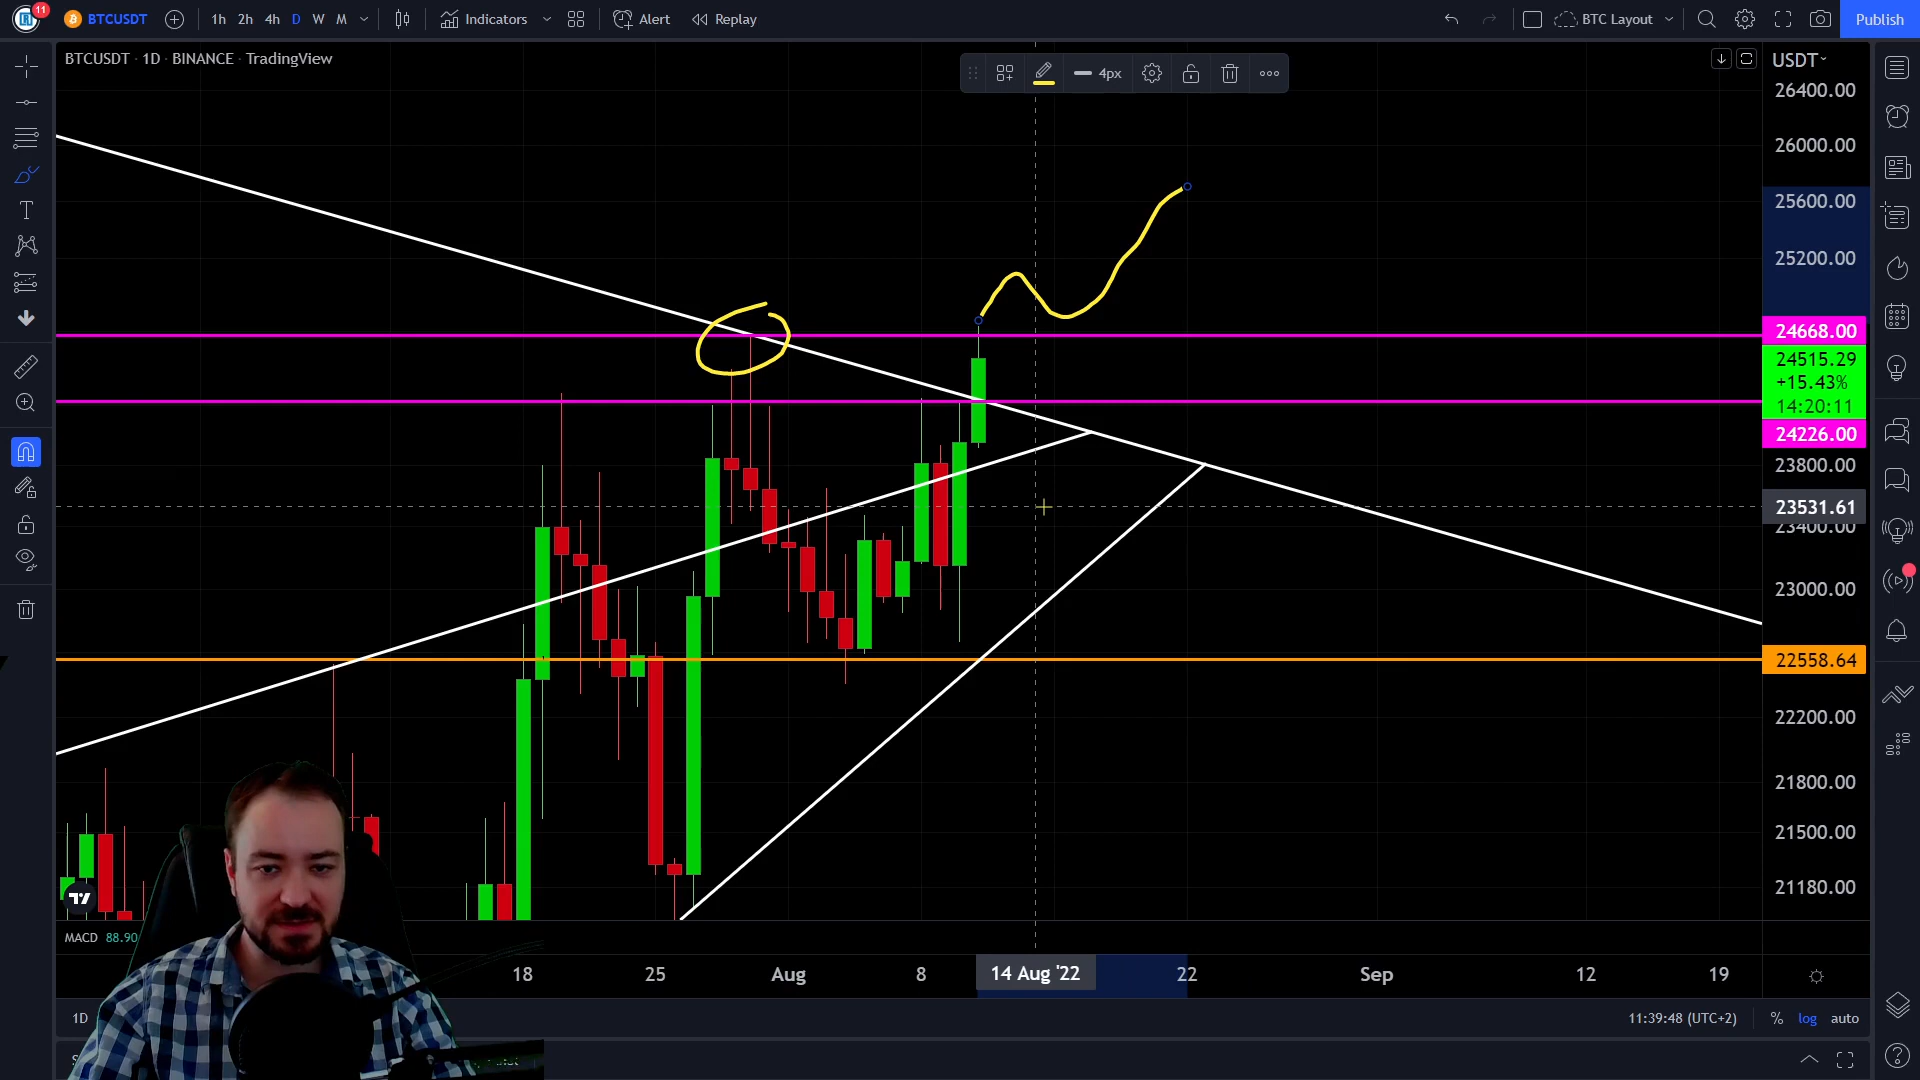 11
BTCUSDT
1h 2h 4h D W M
Indicators
Alert
Replay
BTC Layout
Publish
BTCUSDT · 1D · BINANCE · TradingView
4px
USDT
26400.00
26000.00
25600.00
25200.00
24668.00
24515.29
+15.43%
14:20:11
24226.00
23800.00
23531.61
23400.00
23000.00
22558.64
22200.00
21800.00
21500.00
21180.00
MACD 88.90
18 25 Aug 8 14 Aug '22 22 Sep 12 19
1D
11:39:48 (UTC+2) % log auto